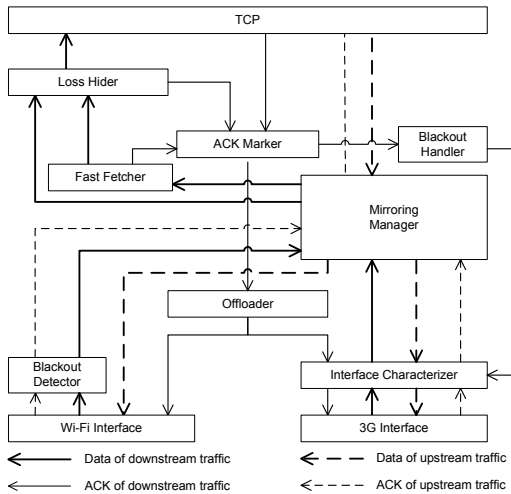 TCP
Loss Hider
ACK Marker
Blackout
Handler
Fast Fetcher
Mirroring
Manager
Offloader
Blackout
Detector
Interface Characterizer
Wi-Fi Interface
3G Interface
Data of downstream traffic
Data of upstream traffic
ACK of downstream traffic
ACK of upstream traffic